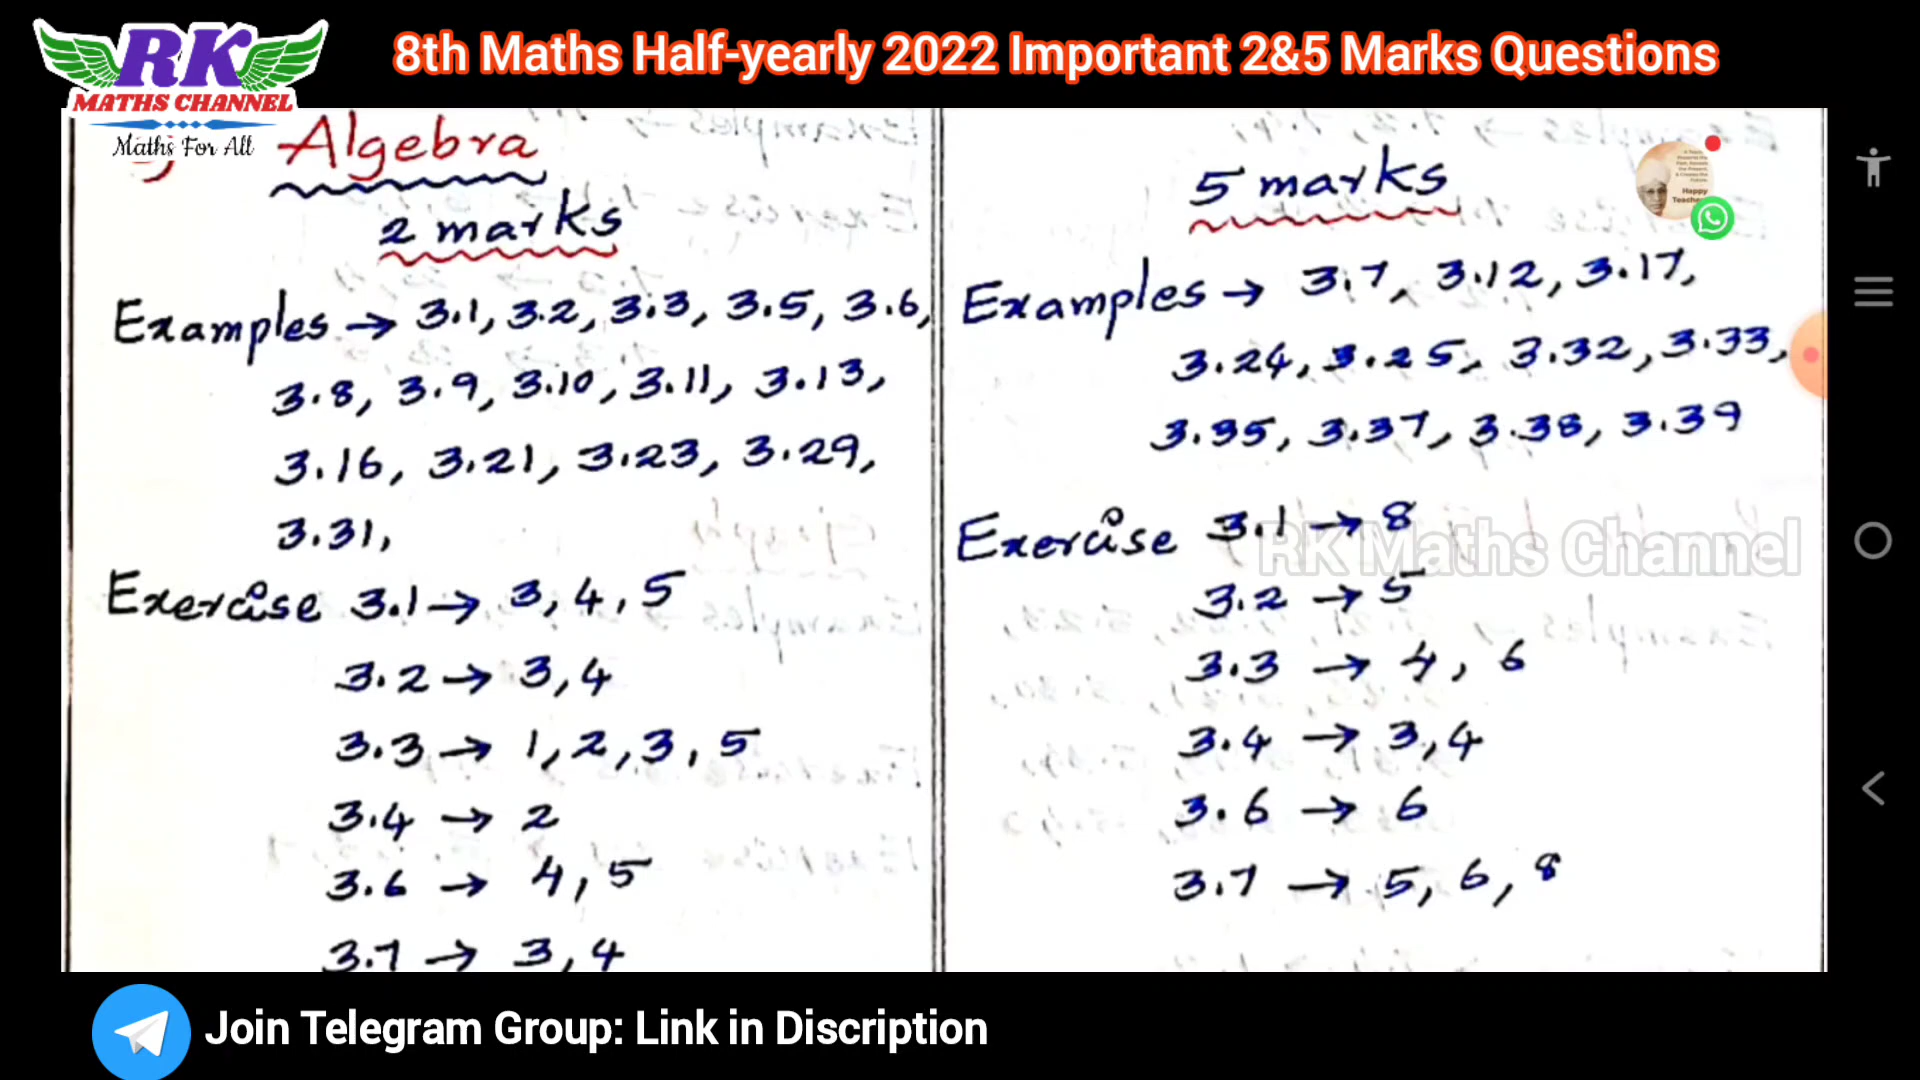 RK
MATHS CHANNEL
Maths For All
8th Maths Half-yearly 2022 Important 2&5 Marks Questions
Algebra
2 marks
Examples → 3.1, 3.2, 3.3, 3.5, 3.6,
3.8, 3.9, 3.10, 3.11, 3.13,
3.16, 3.21, 3.23, 3.29,
3.31,
Exercise 3.1 → 3, 4, 5
3.2 → 3, 4
3.3 → 1, 2, 3, 5
3.4 → 2
3.6 → 4, 5
3.7 → 3, 4
5 marks
Happy
Examples → 3.7, 3.12, 3.17,
3.24, 3.25, 3.32, 3.33,
3.35, 3.37, 3.38, 3.39
Exercise 3.1 → 8
RK Maths Channel
3.2 → 5
3.3 → 4, 6
3.4 → 3, 4
3.6 → 6
3.7 → 5, 6, 8
Join Telegram Group: Link in Discription